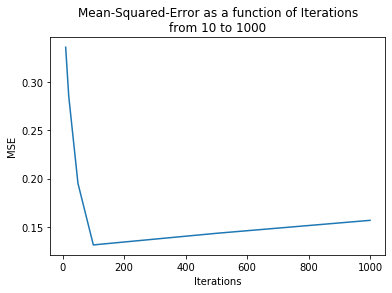 Mean-Squared-Error as a function of Iterations
from 10 to 1000
0.30
0.25
0.20
0.15
MSE
0 200 400 600 800 1000
Iterations